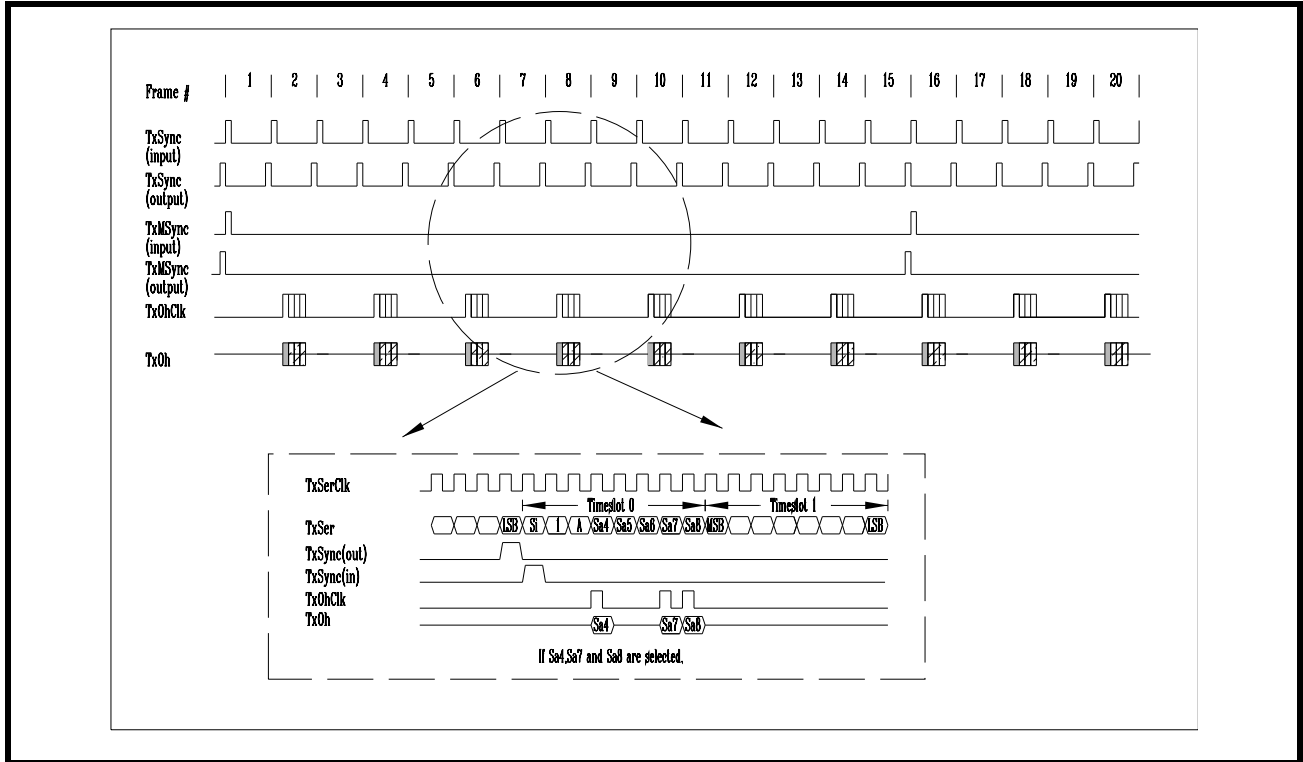 Frame # 1 2 3 4 5 6 7 8 9 10 11 12 13 14 15 16 17 18 19 20
TxSync
(input)
TxSync
(output)
TxMSync
(input)
TxMSync
(output)
TxOhClk
TxOh
TxSerClk
Timeslot 0 Timeslot 1
TxSer LSB Si 1 A Sa4 Sa5 Sa6 Sa7 Sa8 MSB LSB
TxSync(out)
TxSync(in)
TxOhClk
TxOh Sa4 Sa7 Sa8
If Sa4,Sa7 and Sa8 are selected.